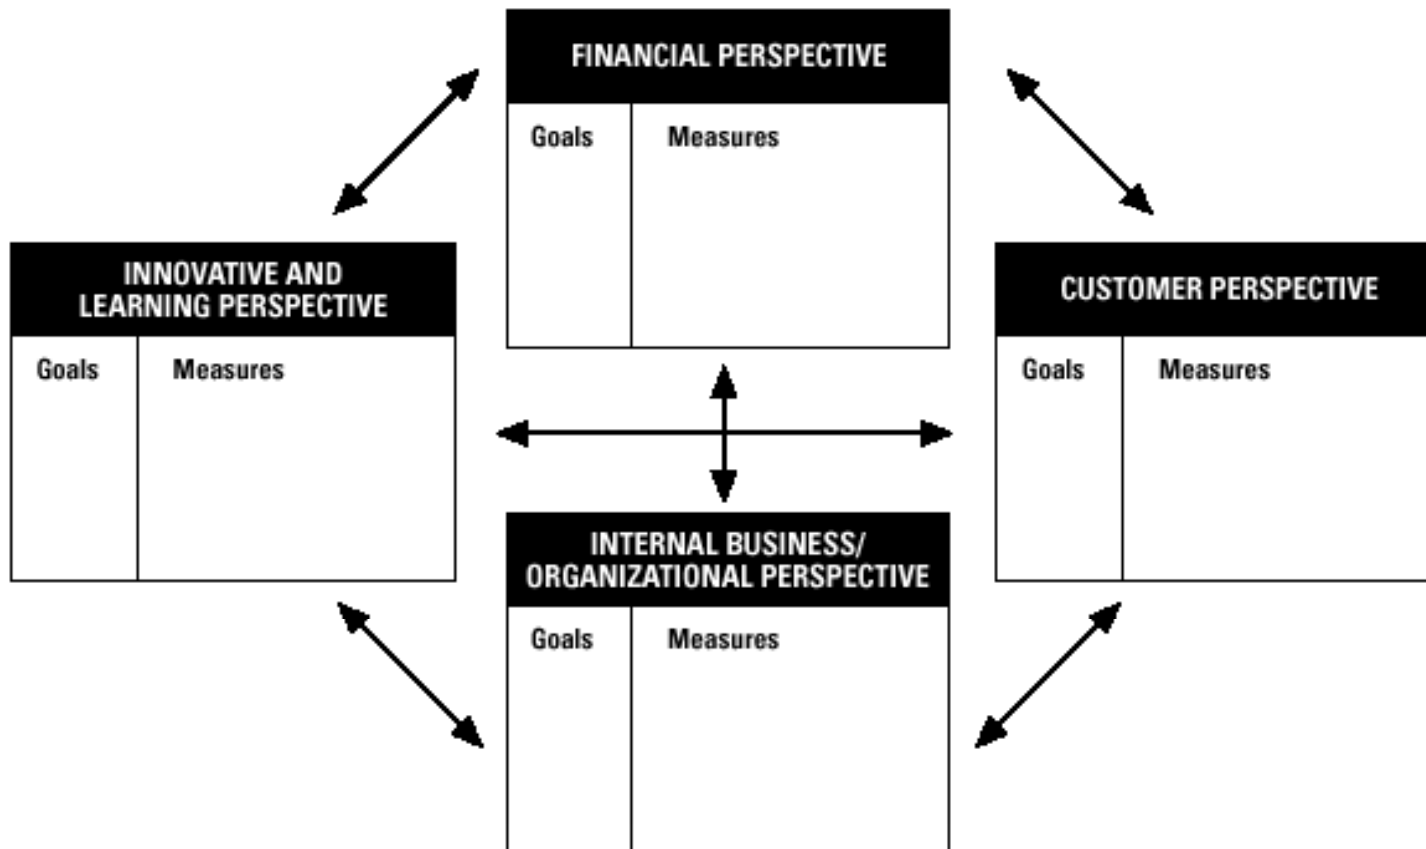 FINANCIAL PERSPECTIVE
Goals
Measures
INNOVATIVE AND
LEARNING PERSPECTIVE
Goals
Measures
CUSTOMER PERSPECTIVE
Goals
Measures
INTERNAL BUSINESS/
ORGANIZATIONAL PERSPECTIVE
Goals
Measures